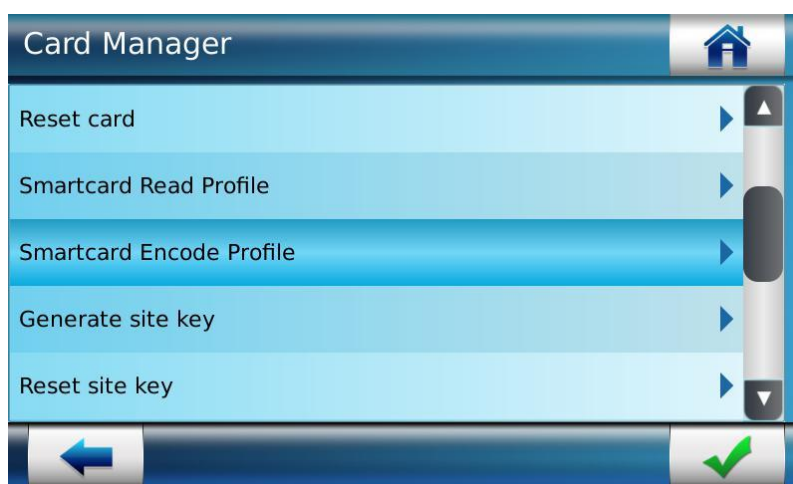 Card Manager
Reset card
Smartcard Read Profile
Smartcard Encode Profile
Generate site key
Reset site key